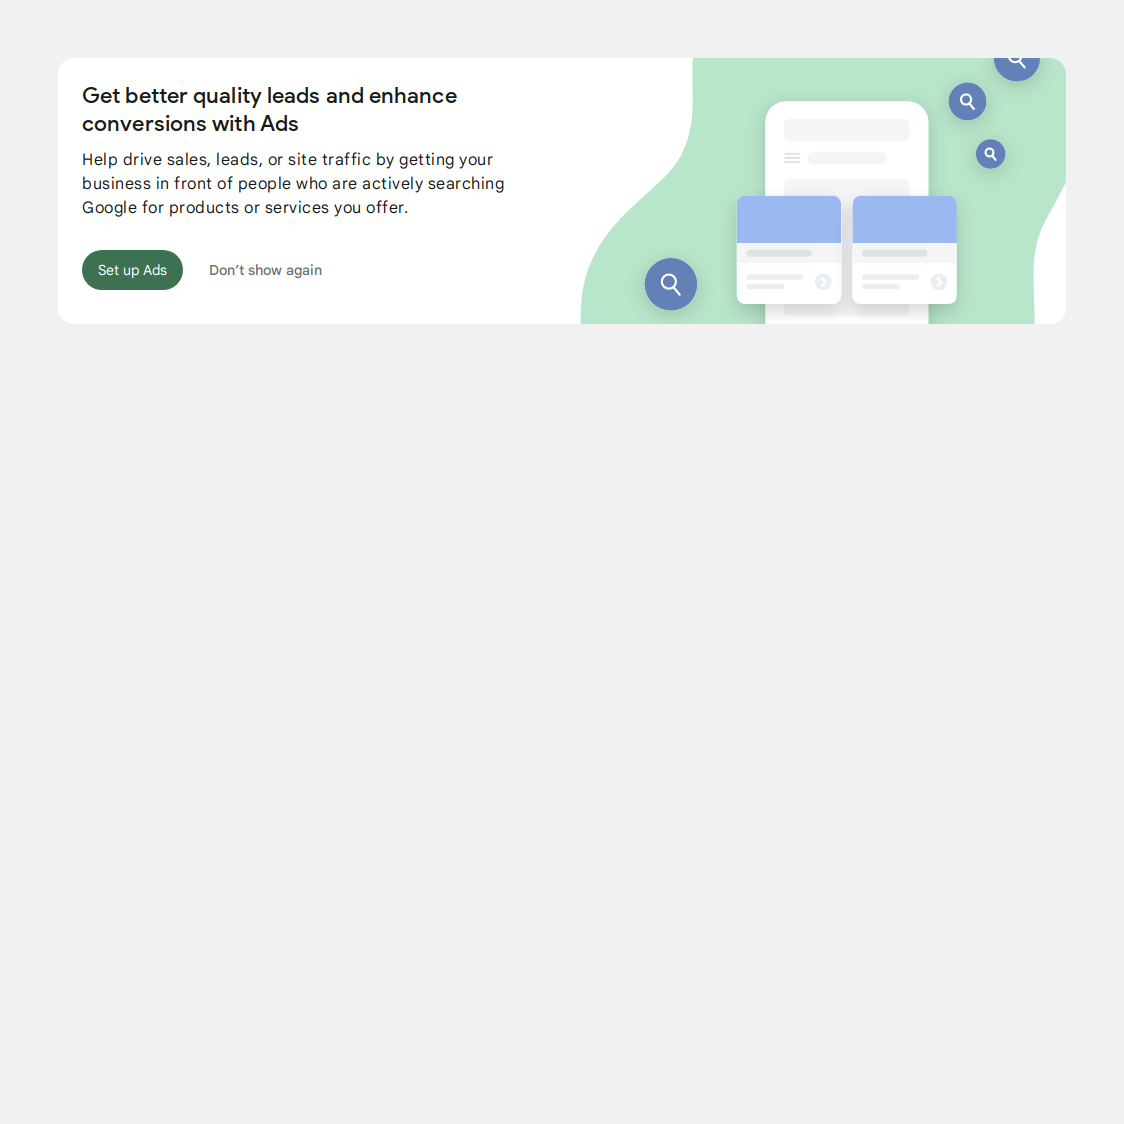 Get better quality leads and enhance
conversions with Ads
Help drive sales, leads, or site traffic by getting your
business in front of people who are actively searching
Google for products or services you offer.
Set up Ads
Don’t show again